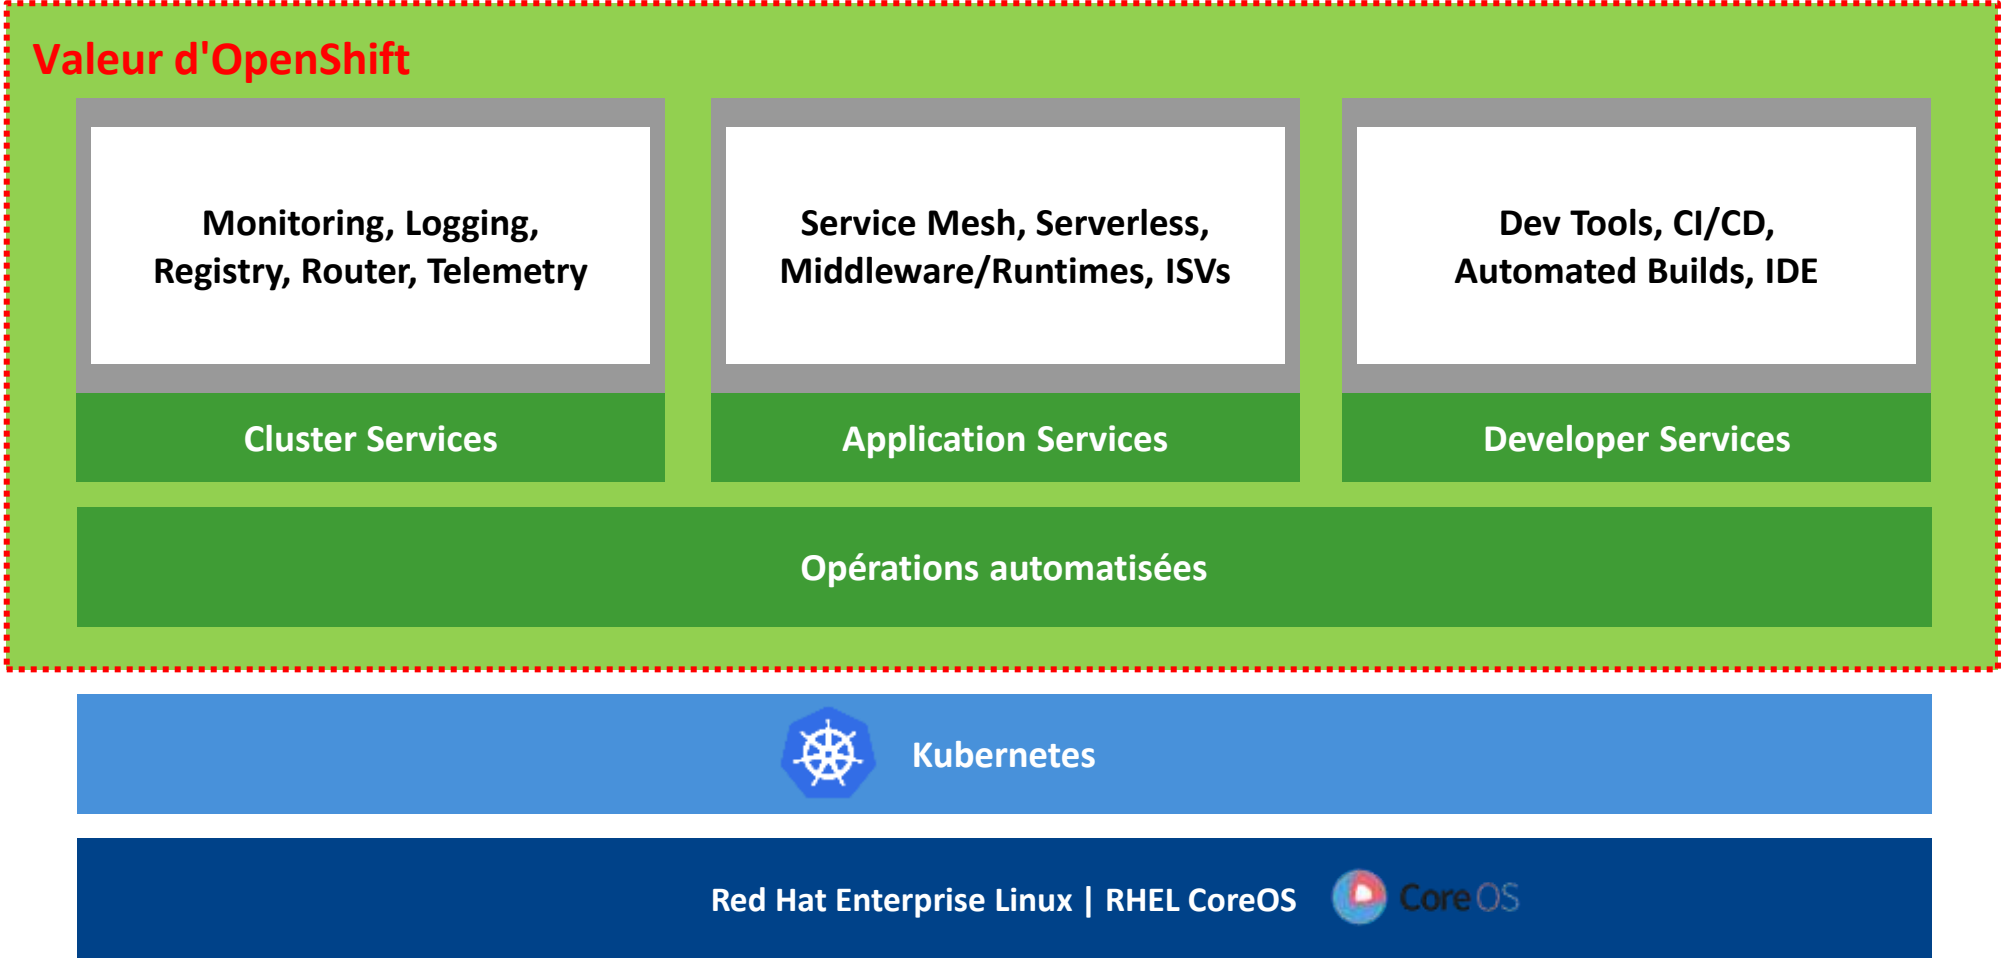 Valeur d'OpenShift
Monitoring, Logging,
Registry, Router, Telemetry
Cluster Services
Service Mesh, Serverless,
Middleware/Runtimes, ISVs
Application Services
Dev Tools, CI/CD,
Automated Builds, IDE
Developer Services
Opérations automatisées
Kubernetes
Red Hat Enterprise Linux | RHEL CoreOS
CoreOS